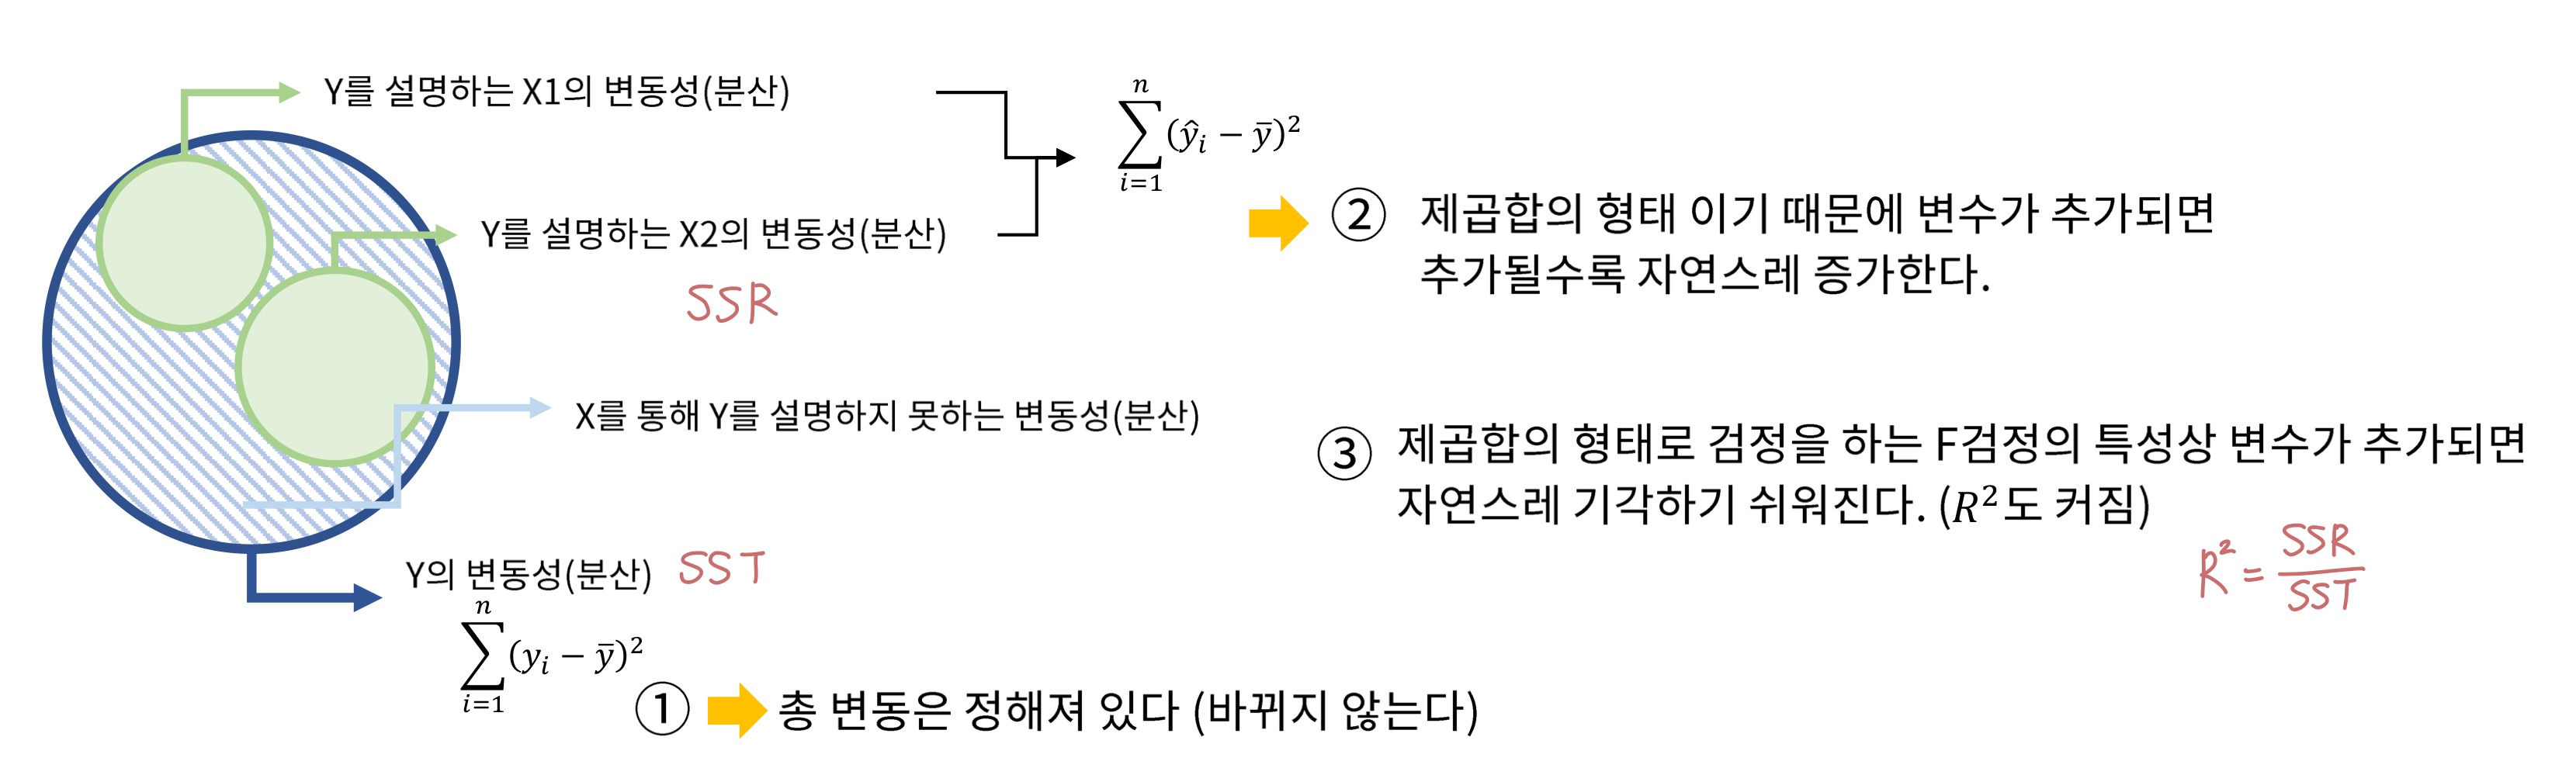 Y를 설명하는 X1의 변동성(분산)
Y를 설명하는 X2의 변동성(분산)
SSR
X를 통해 Y를 설명하지 못하는 변동성(분산)
Y의 변동성(분산) SST
\sum_{i=1}^{n}(y_i − ȳ)²
① 총 변동은 정해져 있다 (바뀌지 않는다)
\sum_{i=1}^{n}(ŷ_i − ȳ)²
② 제곱합의 형태 이기 때문에 변수가 추가되면
추가될수록 자연스레 증가한다.
③ 제곱합의 형태로 검정을 하는 F검정의 특성상 변수가 추가되면
자연스레 기각하기 쉬워진다. (R²도 커짐)
R² = SSR / SST